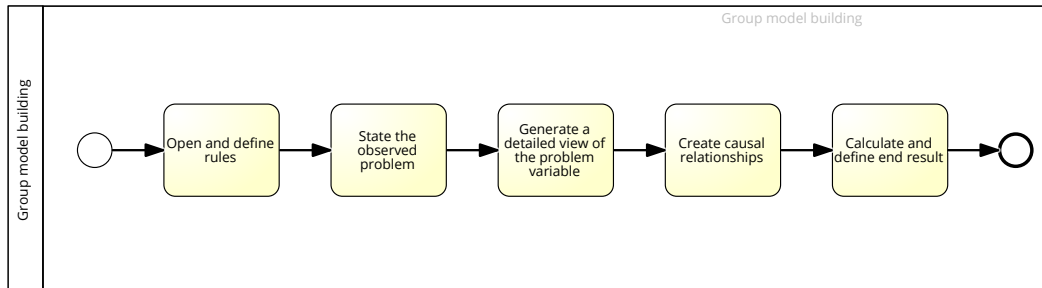 Group model building
Group model building
Open and define
rules
State the
observed
problem
Generate a
detailed view of
the problem
variable
Create causal
relationships
Calculate and
define end result